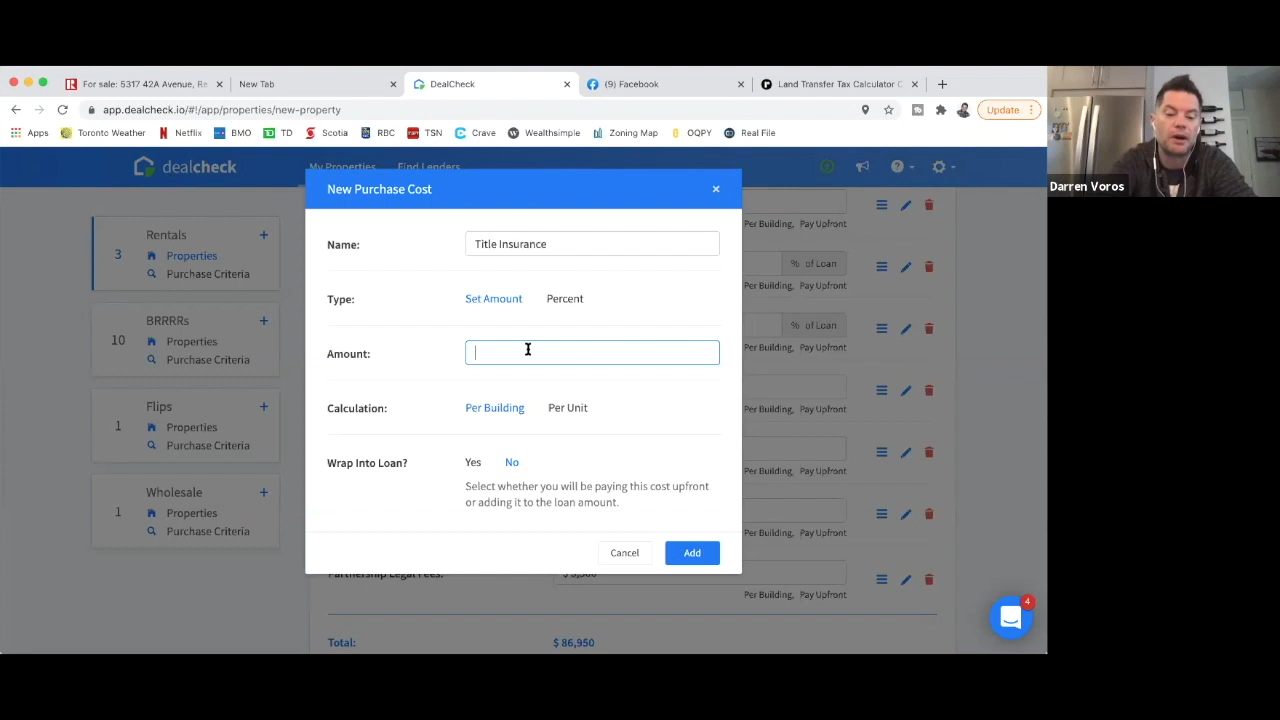 For sale: 5317 42A Avenue, Re
New Tab
DealCheck
(9) Facebook
Land Transfer Tax Calculator C
app.dealcheck.io/#!/app/properties/new-property
Update
Apps
Toronto Weather
Netflix
BMO
TD
Scotia
RBC
TSN
Crave
Wealthsimple
Zoning Map
OQPY
Real File
dealcheck
My Properties
Find Lenders
New Purchase Cost
Darren Voros
Rentals
3
Properties
Purchase Criteria
BRRRRs
10
Properties
Purchase Criteria
Flips
1
Properties
Purchase Criteria
Wholesale
1
Properties
Purchase Criteria
Name:
Title Insurance
Type:
Set Amount
Percent
Amount:
Calculation:
Per Building
Per Unit
Wrap Into Loan?
Yes
No
Select whether you will be paying this cost upfront
or adding it to the loan amount.
Cancel
Add
Per Building, Pay Upfront
% of Loan
Per Building, Pay Upfront
% of Loan
Per Building, Pay Upfront
Per Building, Pay Upfront
Per Building, Pay Upfront
Per Building, Pay Upfront
Partnership Legal Fees:
Per Building, Pay Upfront
Total:
$ 86,950
4